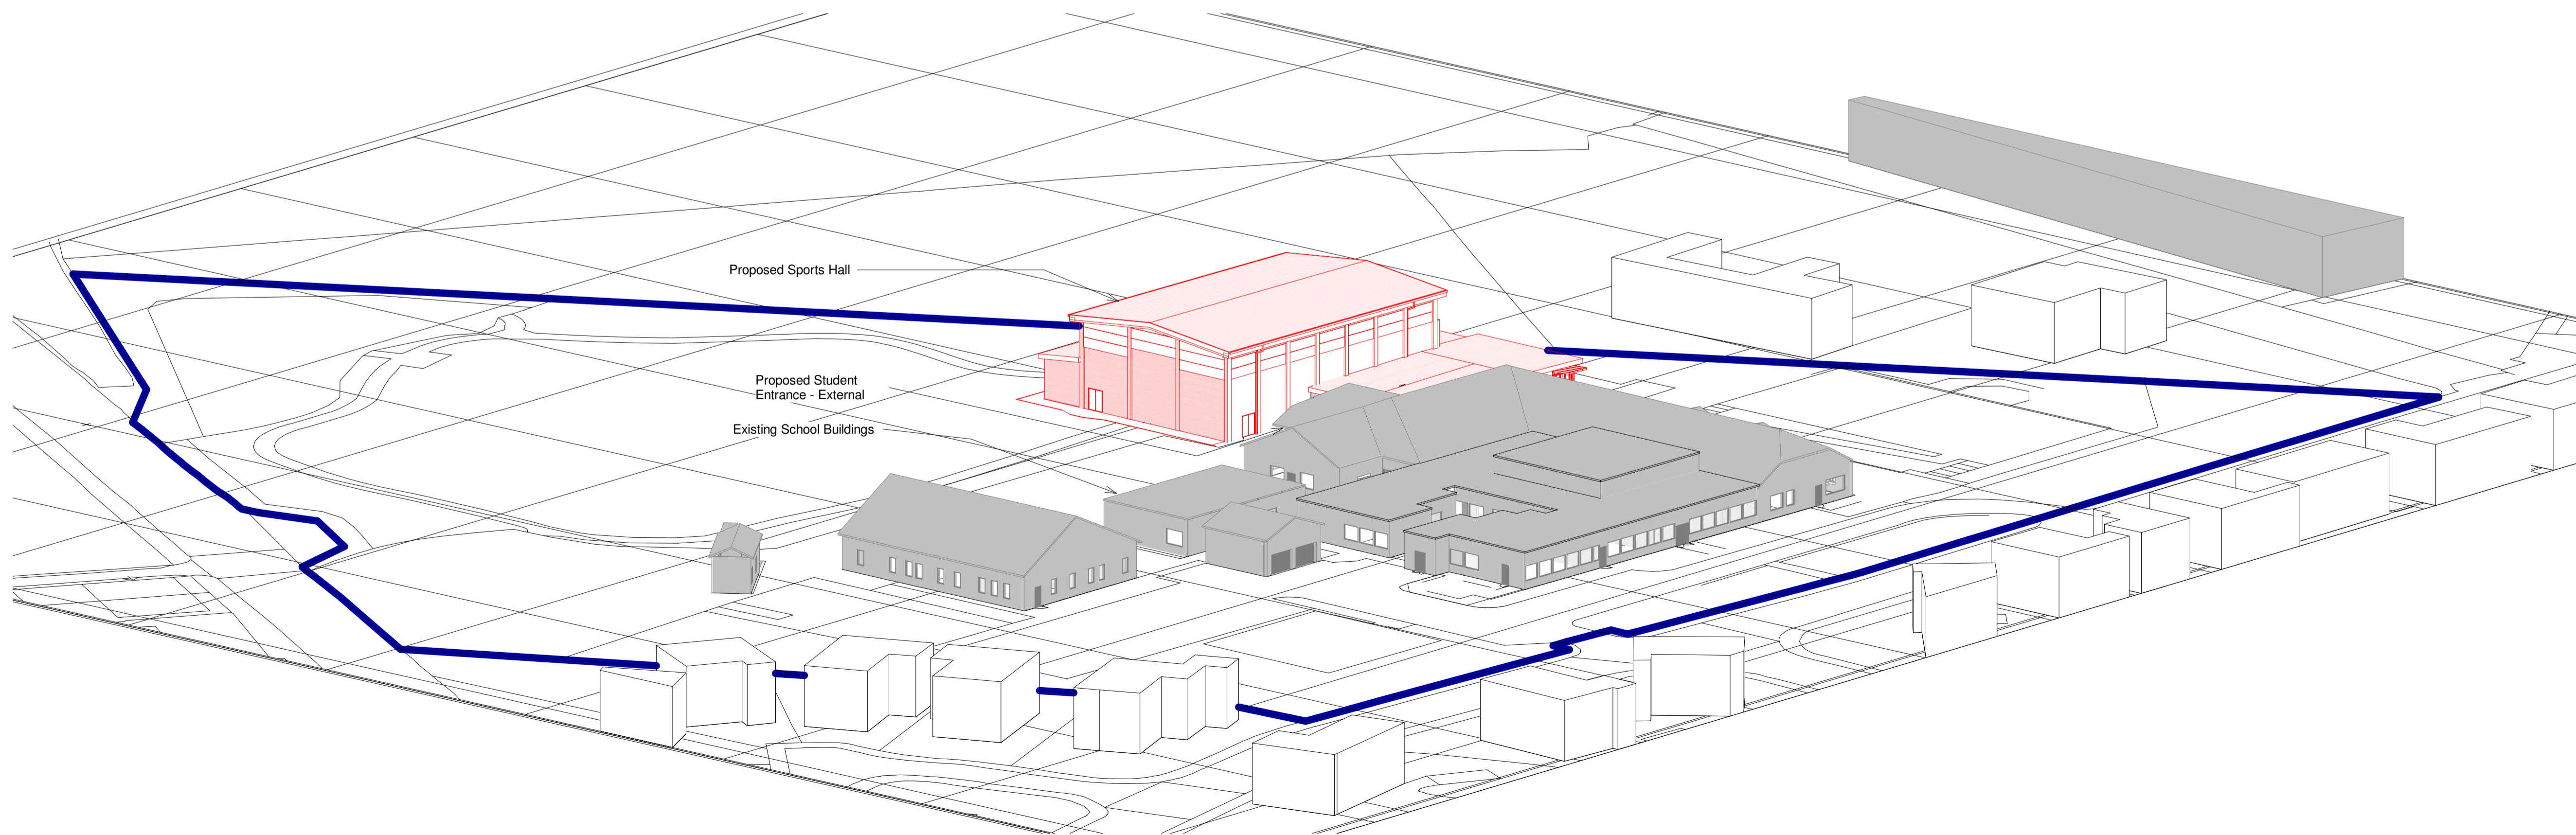 Proposed Sports Hall
Proposed Student
Entrance - External
Existing School Buildings